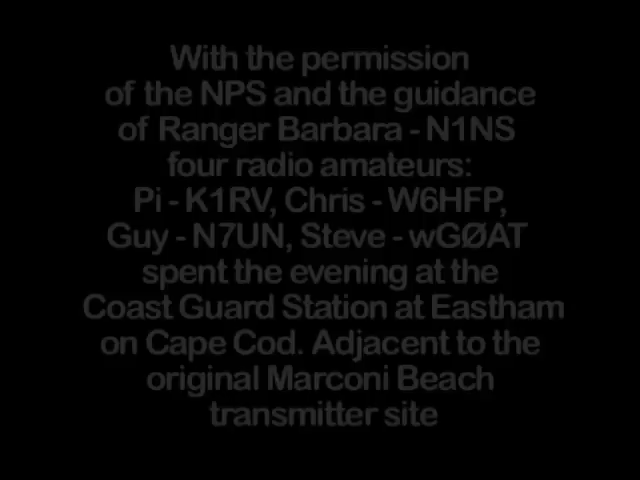 With the permission
of the NPS and the guidance
of Ranger Barbara - N1NS
four radio amateurs:
Pi - K1RV, Chris - W6HFP,
Guy - N7UN, Steve - wGØAT
spent the evening at the
Coast Guard Station at Eastham
on Cape Cod. Adjacent to the
original Marconi Beach
transmitter site